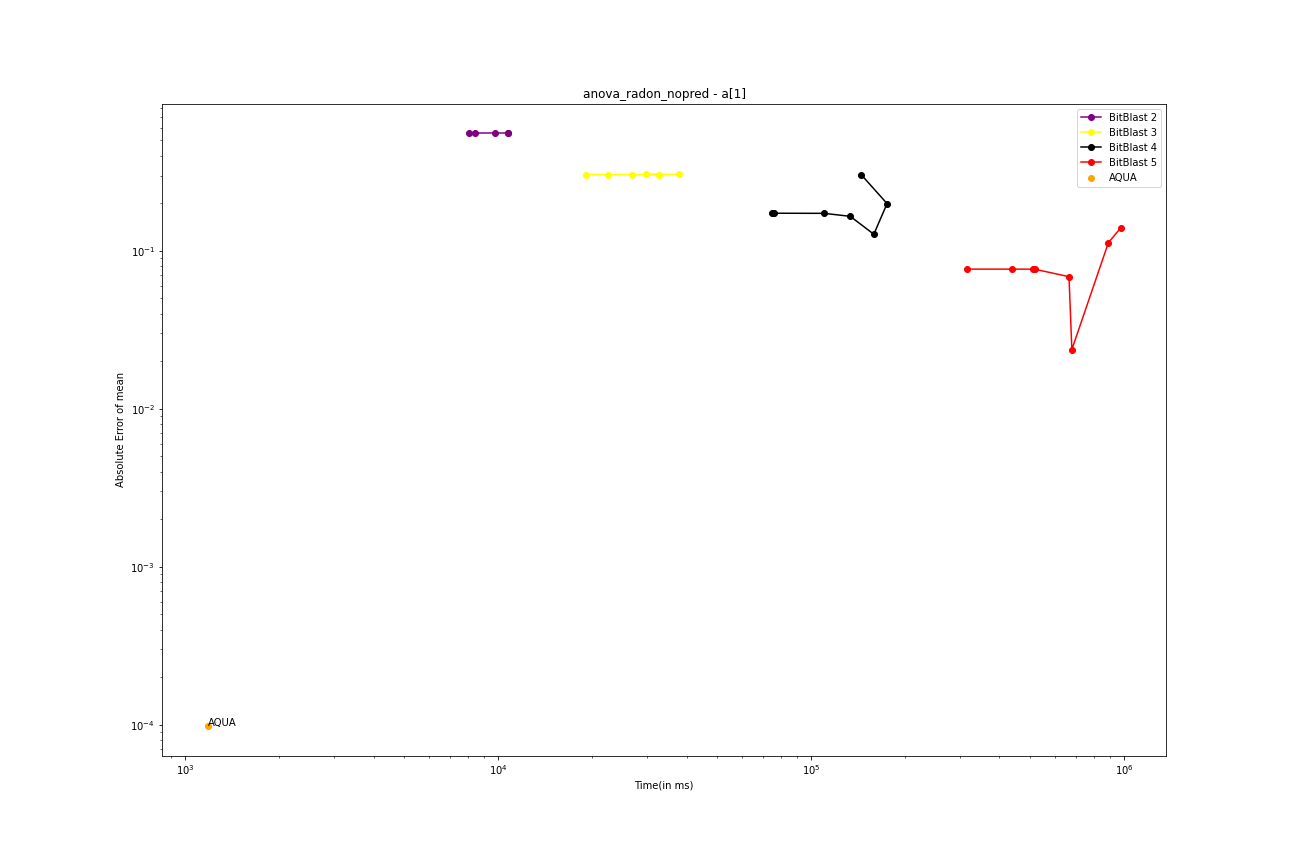 anova_radon_nopred - a[1]
BitBlast 2
BitBlast 3
BitBlast 4
BitBlast 5
AQUA
Absolute Error of mean
10⁻¹
10⁻²
10⁻³
10⁻⁴
AQUA
10³ 10⁴ 10⁵ 10⁶
Time(in ms)